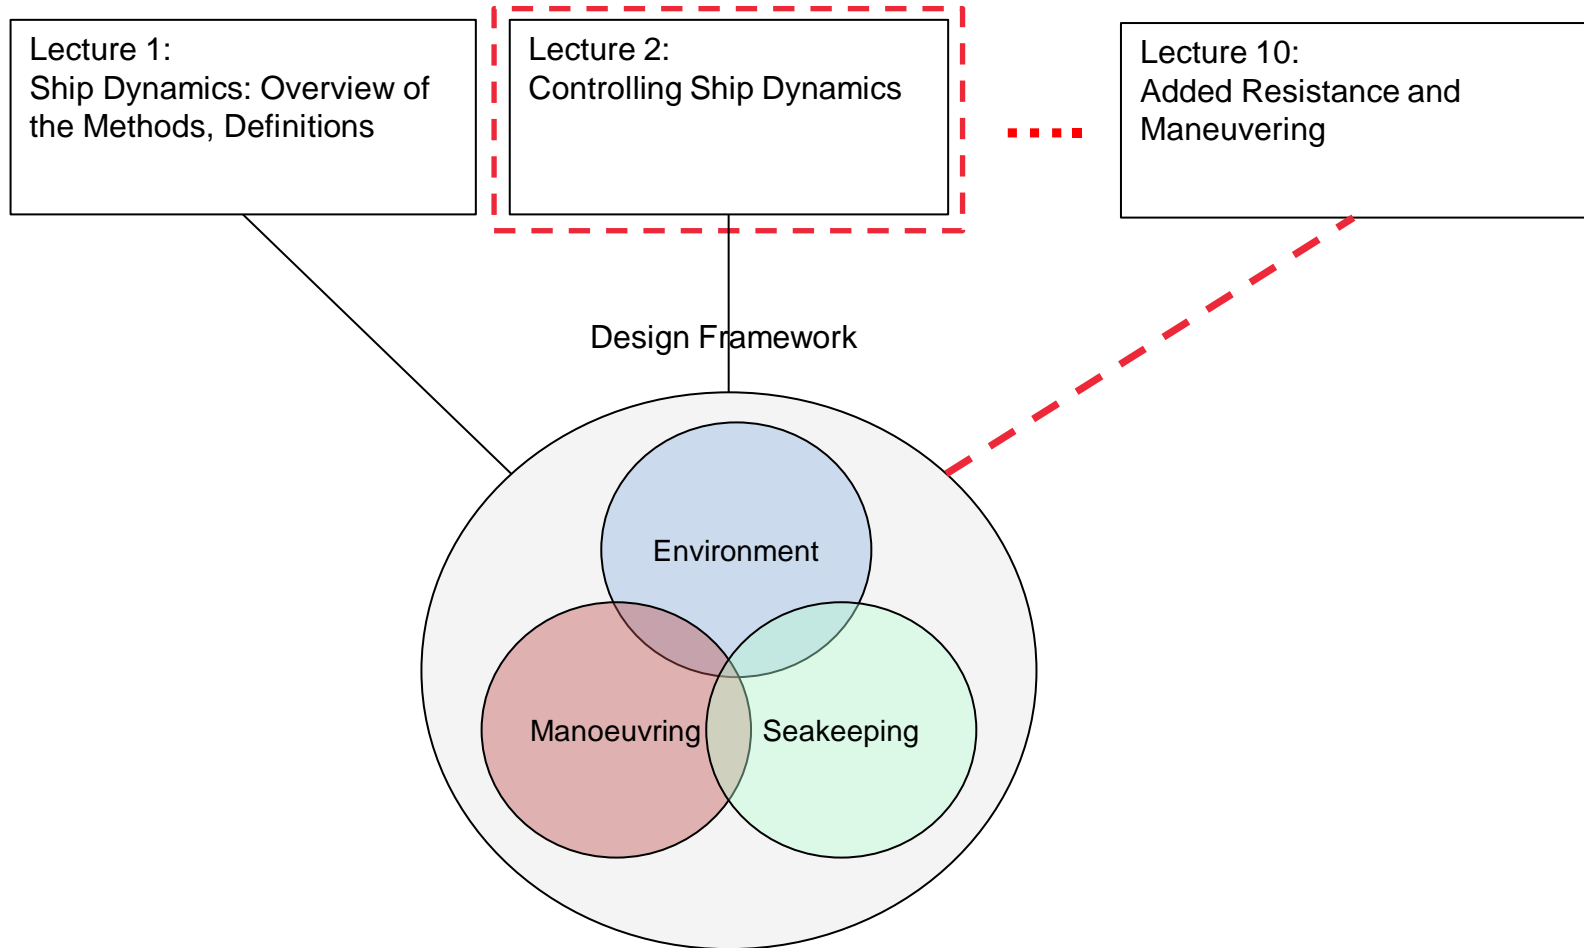 Lecture 1:
Ship Dynamics: Overview of
the Methods, Definitions
Lecture 2:
Controlling Ship Dynamics
Lecture 10:
Added Resistance and
Maneuvering
Design Framework
Environment
Manoeuvring
Seakeeping